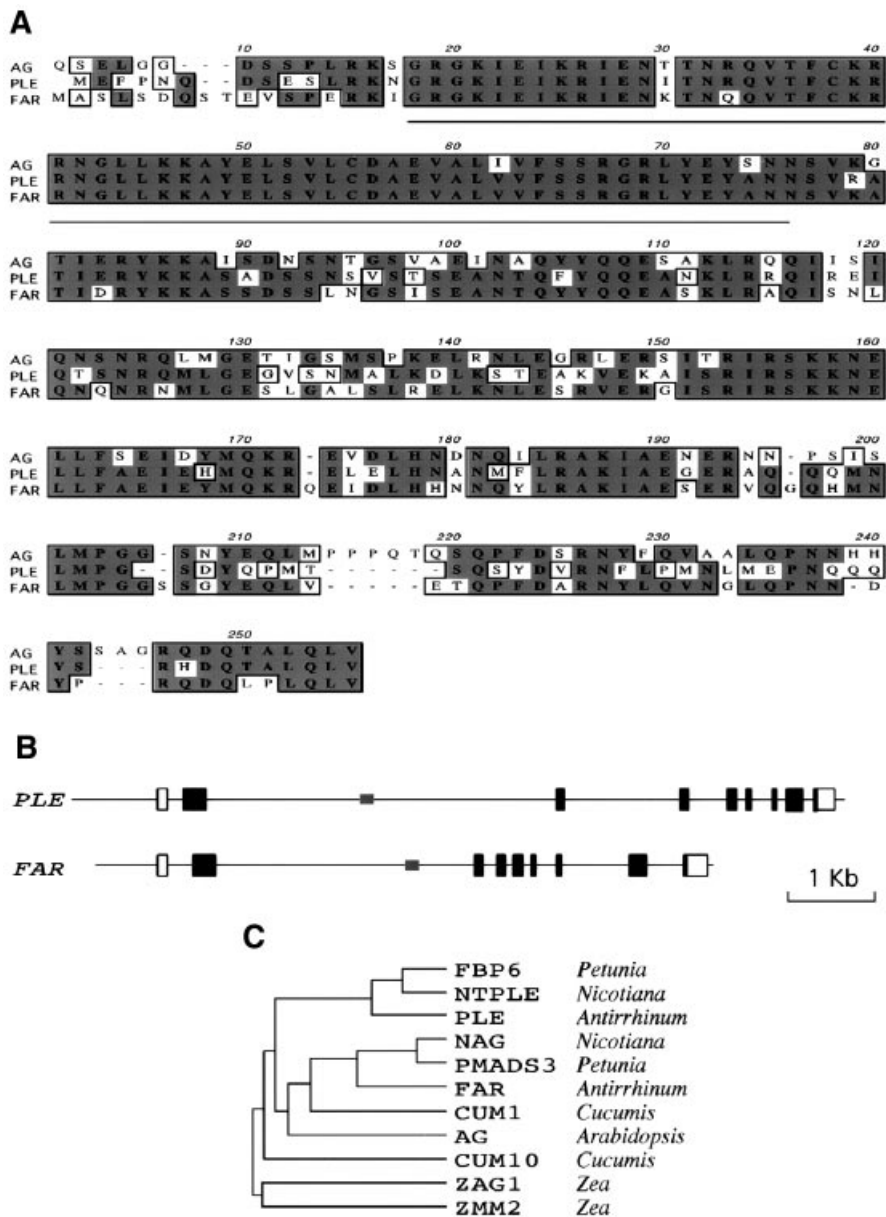 A
10 20 30 40
AG Q S E L G G - - - D S S P L R K S G R G K I E I K R I E N T T N R Q V T F C K R
PLE M E F P N Q - - D S E S L R K N G R G K I E I K R I E N I T N R Q V T F C K R
FAR M A S L S D Q S T E V S P E R K I G R G K I E I K R I E N K T N Q Q V T F C K R
50 60 70 80
AG R N G L L K K A Y E L S V L C D A E V A L I V F S S R G R L Y E Y S N N S V K G
PLE R N G L L K K A Y E L S V L C D A E V A L V V F S S R G R L Y E Y A N N S V R A
FAR R N G L L K K A Y E L S V L C D A E V A L V V F S S R G R L Y E Y A N N S V K A
90 100 110 120
AG T I E R Y K K A I S D N S N T G S V A E I N A Q Y Y Q Q E S A K L R Q Q I I S I
PLE T I E R Y K K A S A D S S N S V S T S E A N T Q F Y Q Q E A N K L R R Q I R E I
FAR T I D R Y K K A S S D S S L N G S I S E A N T Q Y Y Q Q E A S K L R A Q I S N L
130 140 150 160
AG Q N S N R Q L M G E T I G S M S P K E L R N L E G R L E R S I T R I R S K K N E
PLE Q T S N R Q M L G E G V S N M A L K D L K S T E A K V E K A I S R I R S K K N E
FAR Q N Q N R N M L G E S L G A L S L R E L K N L E S R V E R G I S R I R S K K N E
170 180 190 200
AG L L F S E I D Y M Q K R - E V D L H N D N Q I L R A K I A E N E R N N - P S I S
PLE L L F A E I E H M Q K R - E L E L H N A N M F L R A K I A E G E R A Q - Q Q M N
FAR L L F A E I E Y M Q K R Q E I D L H H N N Q Y L R A K I A E S E R V Q G Q H M N
210 220 230 240
AG L M P G G - S N Y E Q L M P P P Q T Q S Q P F D S R N Y F Q V A A L Q P N N H H
PLE L M P G - - S D Y Q P M T - - - - - - S Q S Y D V R N F L P M N L M E P N Q Q Q
FAR L M P G G S S G Y E Q L V - - - - - E T Q P F D A R N Y L Q V N G L Q P N N - D
250
AG Y S S A G R Q D Q T A L Q L V
PLE Y S - - - R H D Q T A L Q L V
FAR Y P - - - R Q D Q L P L Q L V
B
PLE
FAR
1 Kb
C
FBP6 Petunia
NTPLE Nicotiana
PLE Antirrhinum
NAG Nicotiana
PMADS3 Petunia
FAR Antirrhinum
CUM1 Cucumis
AG Arabidopsis
CUM10 Cucumis
ZAG1 Zea
ZMM2 Zea